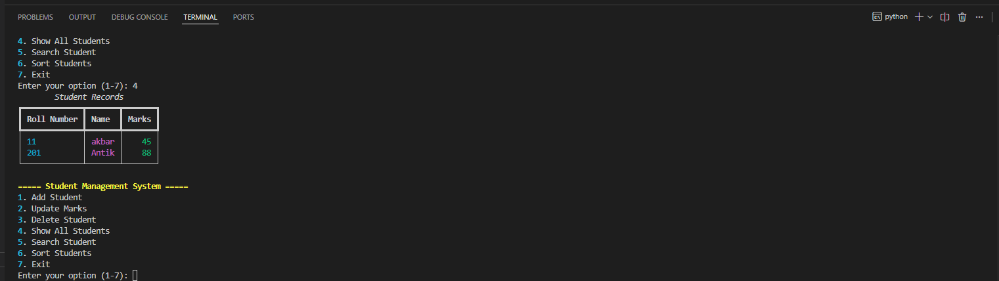 PROBLEMS OUTPUT DEBUG CONSOLE TERMINAL PORTS python
4. Show All Students
5. Search Student
6. Sort Students
7. Exit
Enter your option (1-7): 4
Student Records
Roll Number Name Marks
11 akbar 45
201 Antik 88
===== Student Management System =====
1. Add Student
2. Update Marks
3. Delete Student
4. Show All Students
5. Search Student
6. Sort Students
7. Exit
Enter your option (1-7):